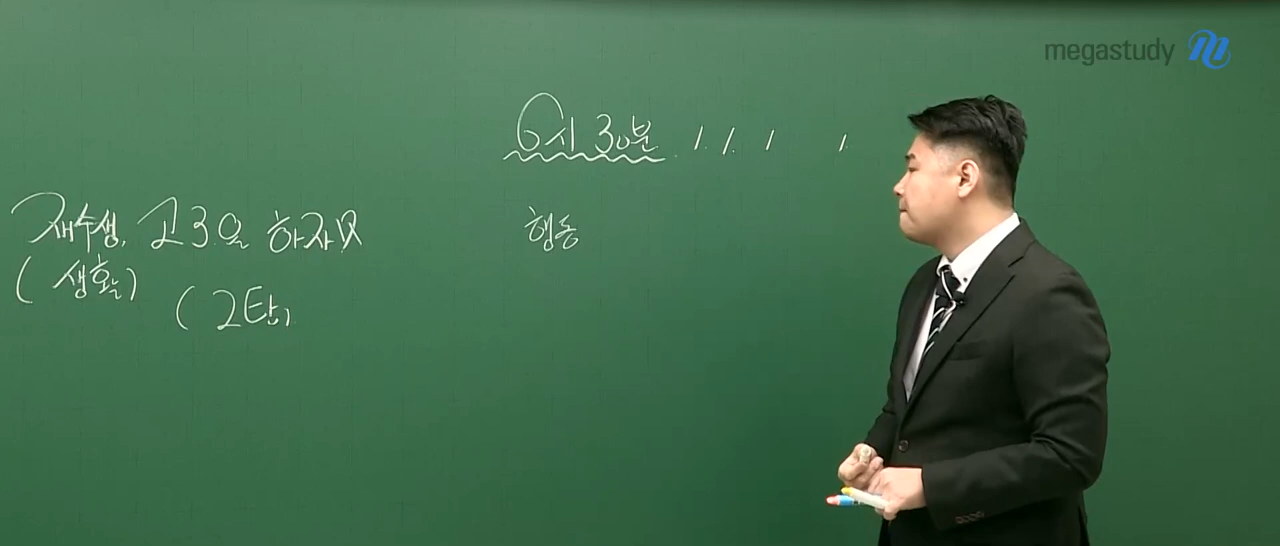 megastudy
6시 30분
재수생, 고3을 하자!
(생활)
(2탄)
행동